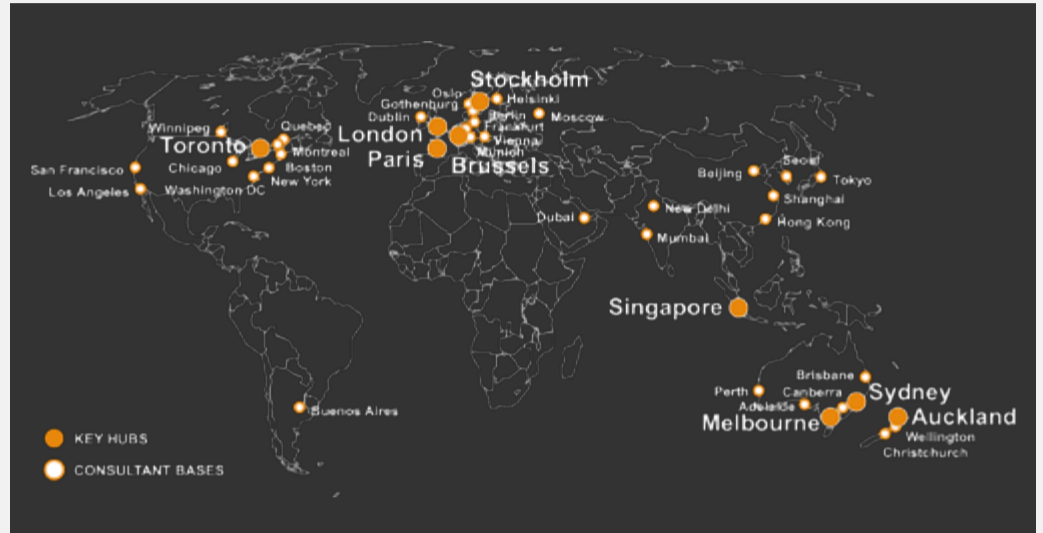 Stockholm
Oslo
Helsinki
Gothenburg
Dublin
Berlin
Moscow
London
Frankfurt
Vienna
Munich
Paris
Brussels
Winnipeg
Quebec
Toronto
Montreal
Chicago
Boston
San Francisco
Washington DC
New York
Los Angeles
Seoul
Beijing
Tokyo
Shanghai
Hong Kong
New Delhi
Dubai
Mumbai
Singapore
Brisbane
Perth
Canberra
Sydney
Adelaide
Melbourne
Auckland
Wellington
Christchurch
Buenos Aires
KEY HUBS
CONSULTANT BASES